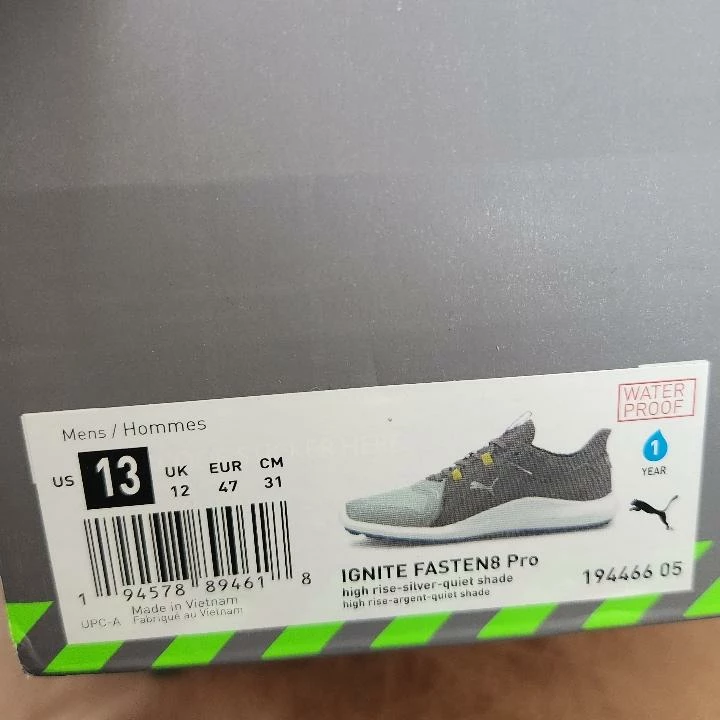 Mens / Hommes
US 13 UK 12 EUR 47 CM 31
WATER PROOF
1 YEAR
1 94578 89461 8
UPC-A Made in Vietnam
Fabriqué au Vietnam
IGNITE FASTEN8 Pro
high rise-silver-quiet shade
high rise-argent-quiet shade
194466 05